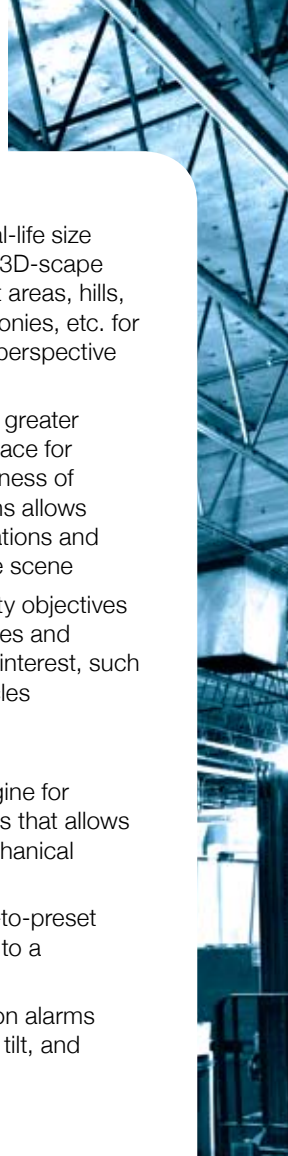 l-life size
3D-scape
areas, hills,
onies, etc. for
perspective
greater
ace for
ness of
ns allows
ations and
scene
ty objectives
es and
interest, such
les
gine for
s that allows
hanical
to-preset
to a
on alarms
tilt, and